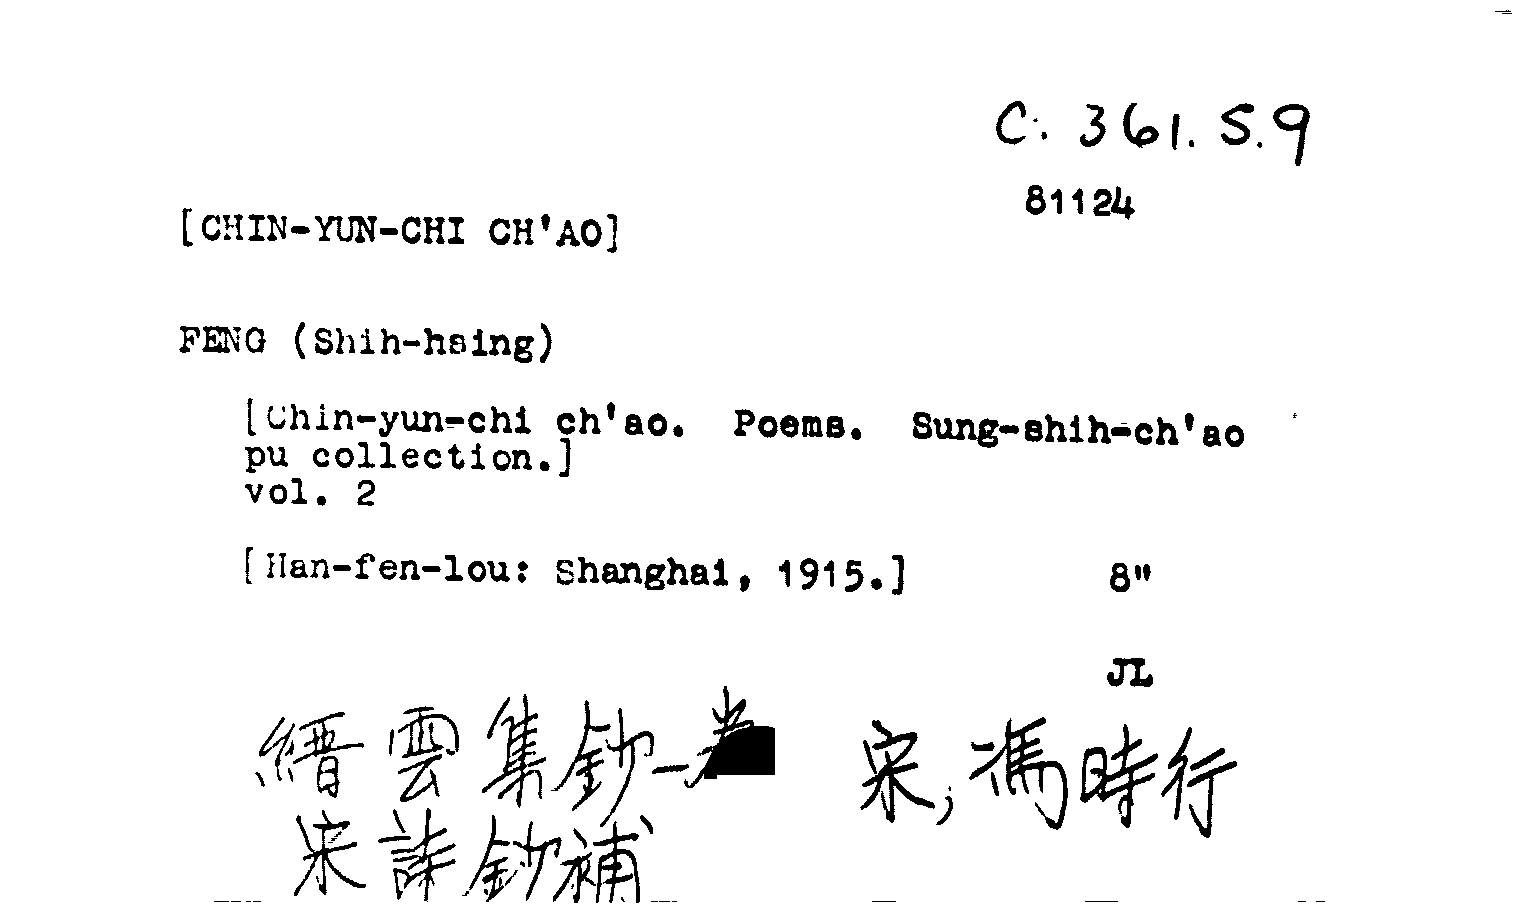 C. 361. S.9
81124
[CHIN-YUN-CHI CH'AO]
FENG (Shih-hsing)
[Chin-yun-chi ch'ao. Poems. Sung-shih-ch'ao
pu collection.]
vol. 2
[Han-fen-lou: Shanghai, 1915.] 8"
JL
縉雲集鈔一卷 宋,馮時行
宋詩鈔補